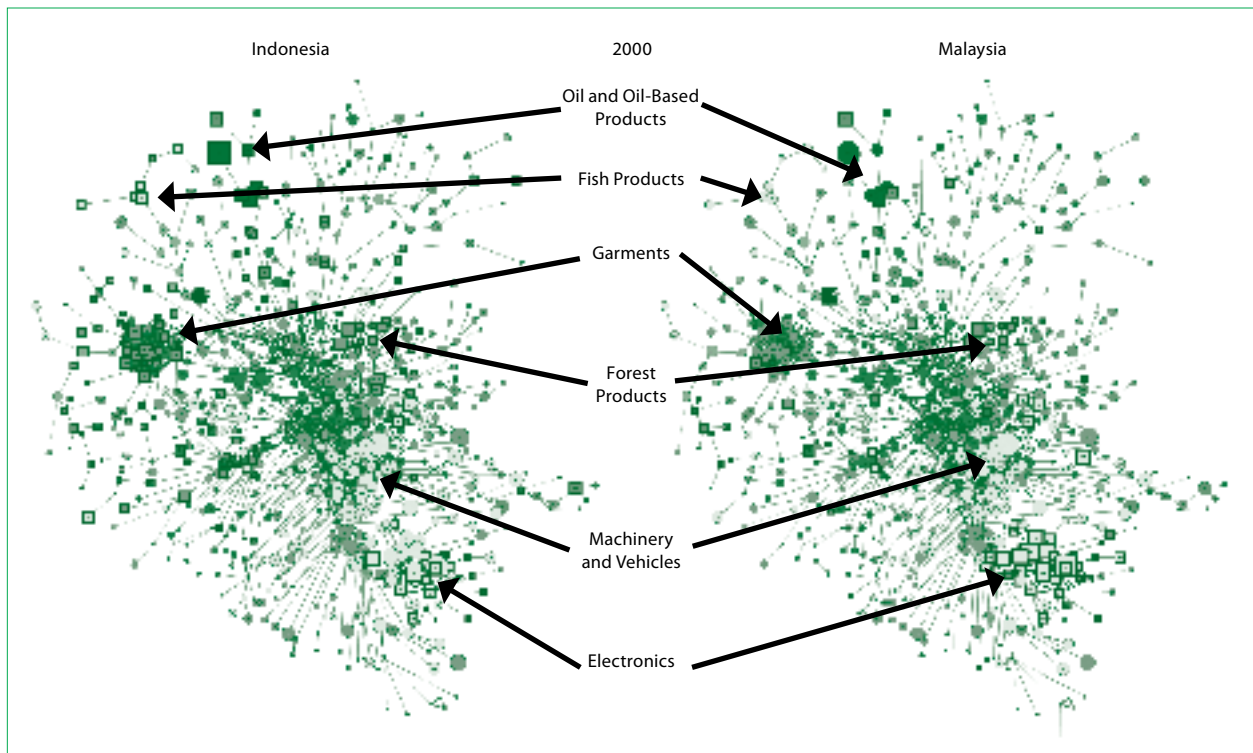 Indonesia
2000
Malaysia
Oil and Oil-Based
Products
Fish Products
Garments
Forest
Products
Machinery
and Vehicles
Electronics